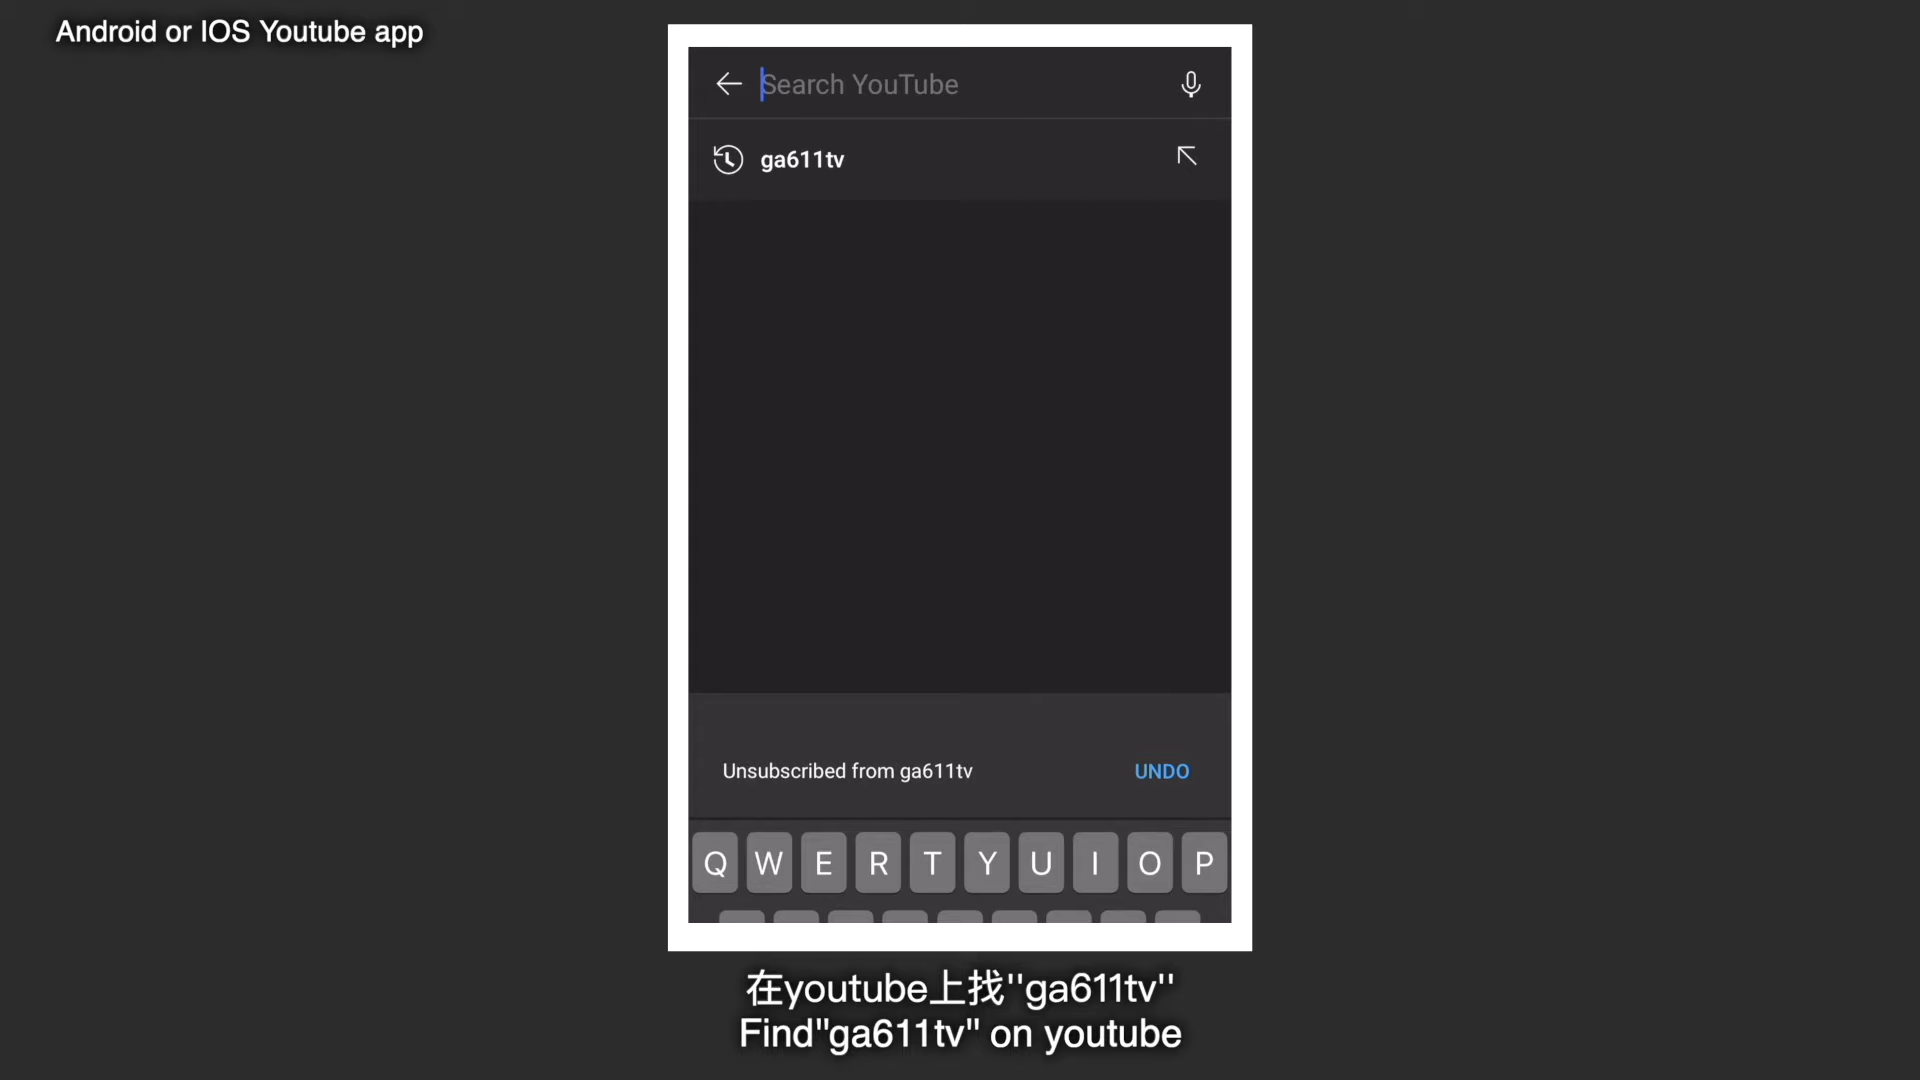 Android or IOS Youtube app
Search YouTube
ga611tv
Unsubscribed from ga611tv UNDO
Q W E R T Y U I O P
在youtube上找''ga611tv''
Find"ga611tv" on youtube